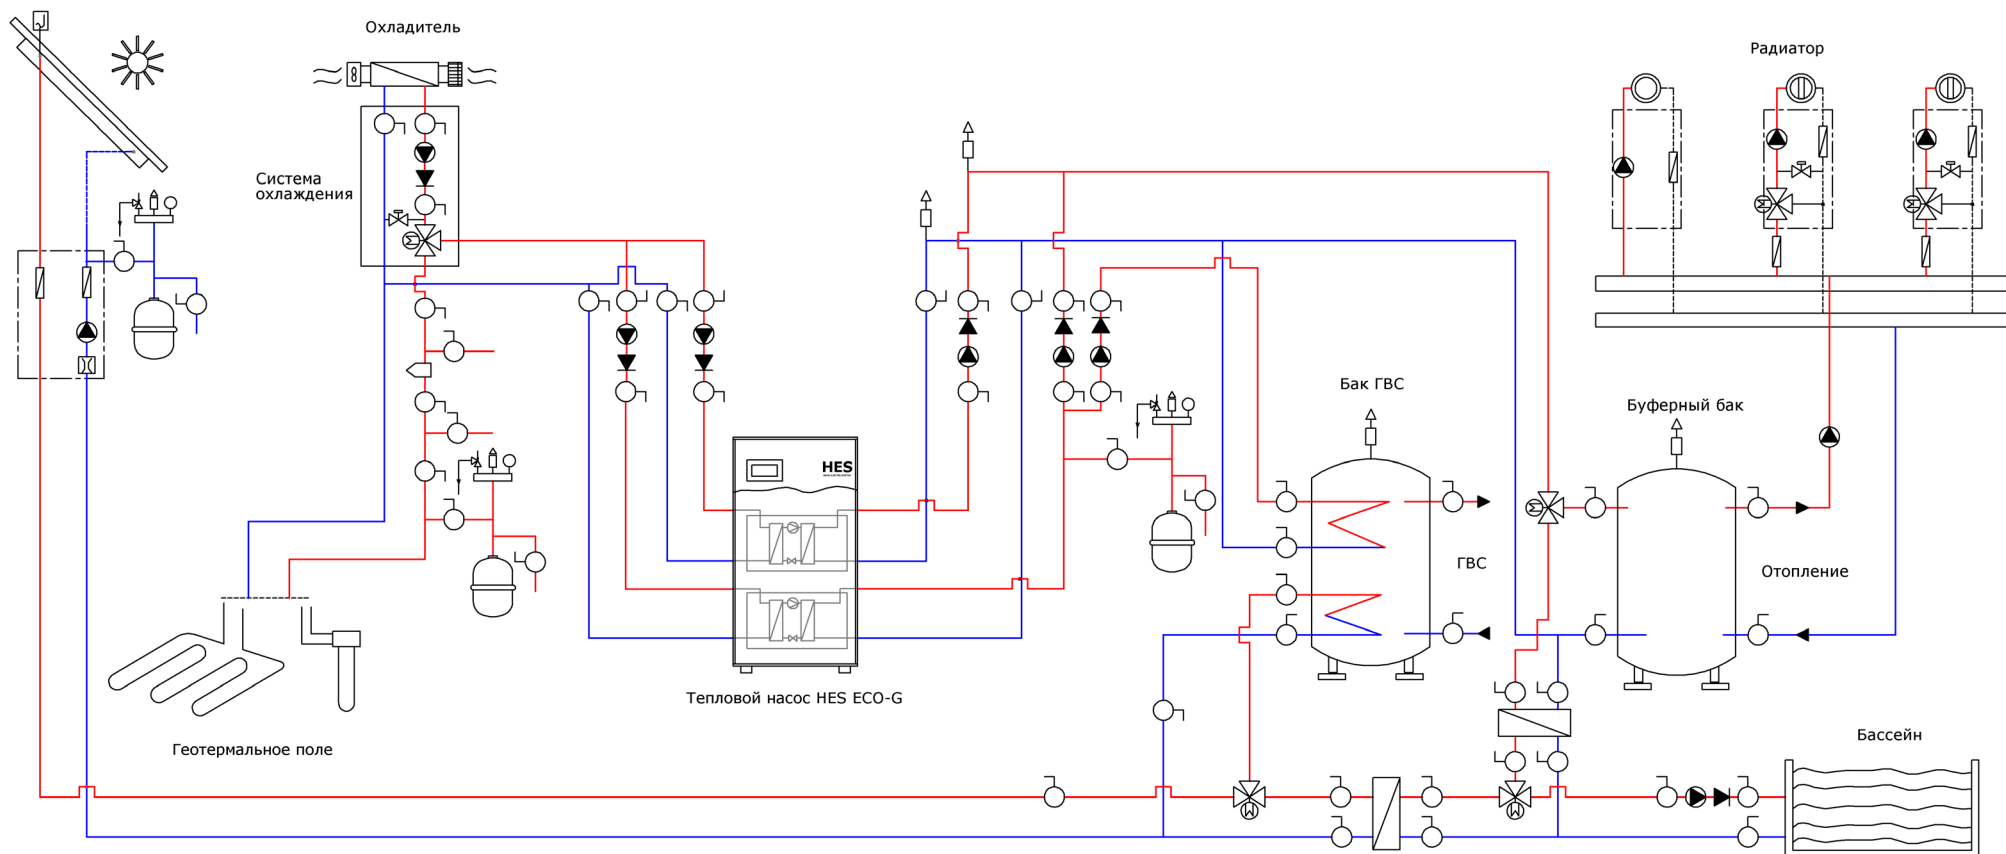 Охладитель
Радиатор
Система
охлаждения
Бак ГВС
Буферный бак
HES
ГВС
Отопление
Тепловой насос HES ECO-G
Геотермальное поле
Бассейн